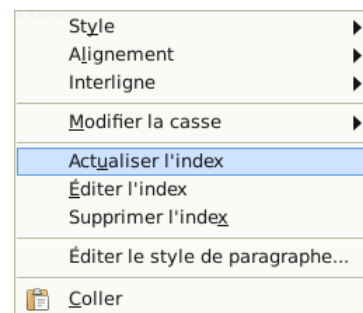 Style
Alignement
Interligne
Modifier la casse
Actualiser l'index
Éditer l'index
Supprimer l'index
Éditer le style de paragraphe...
Coller